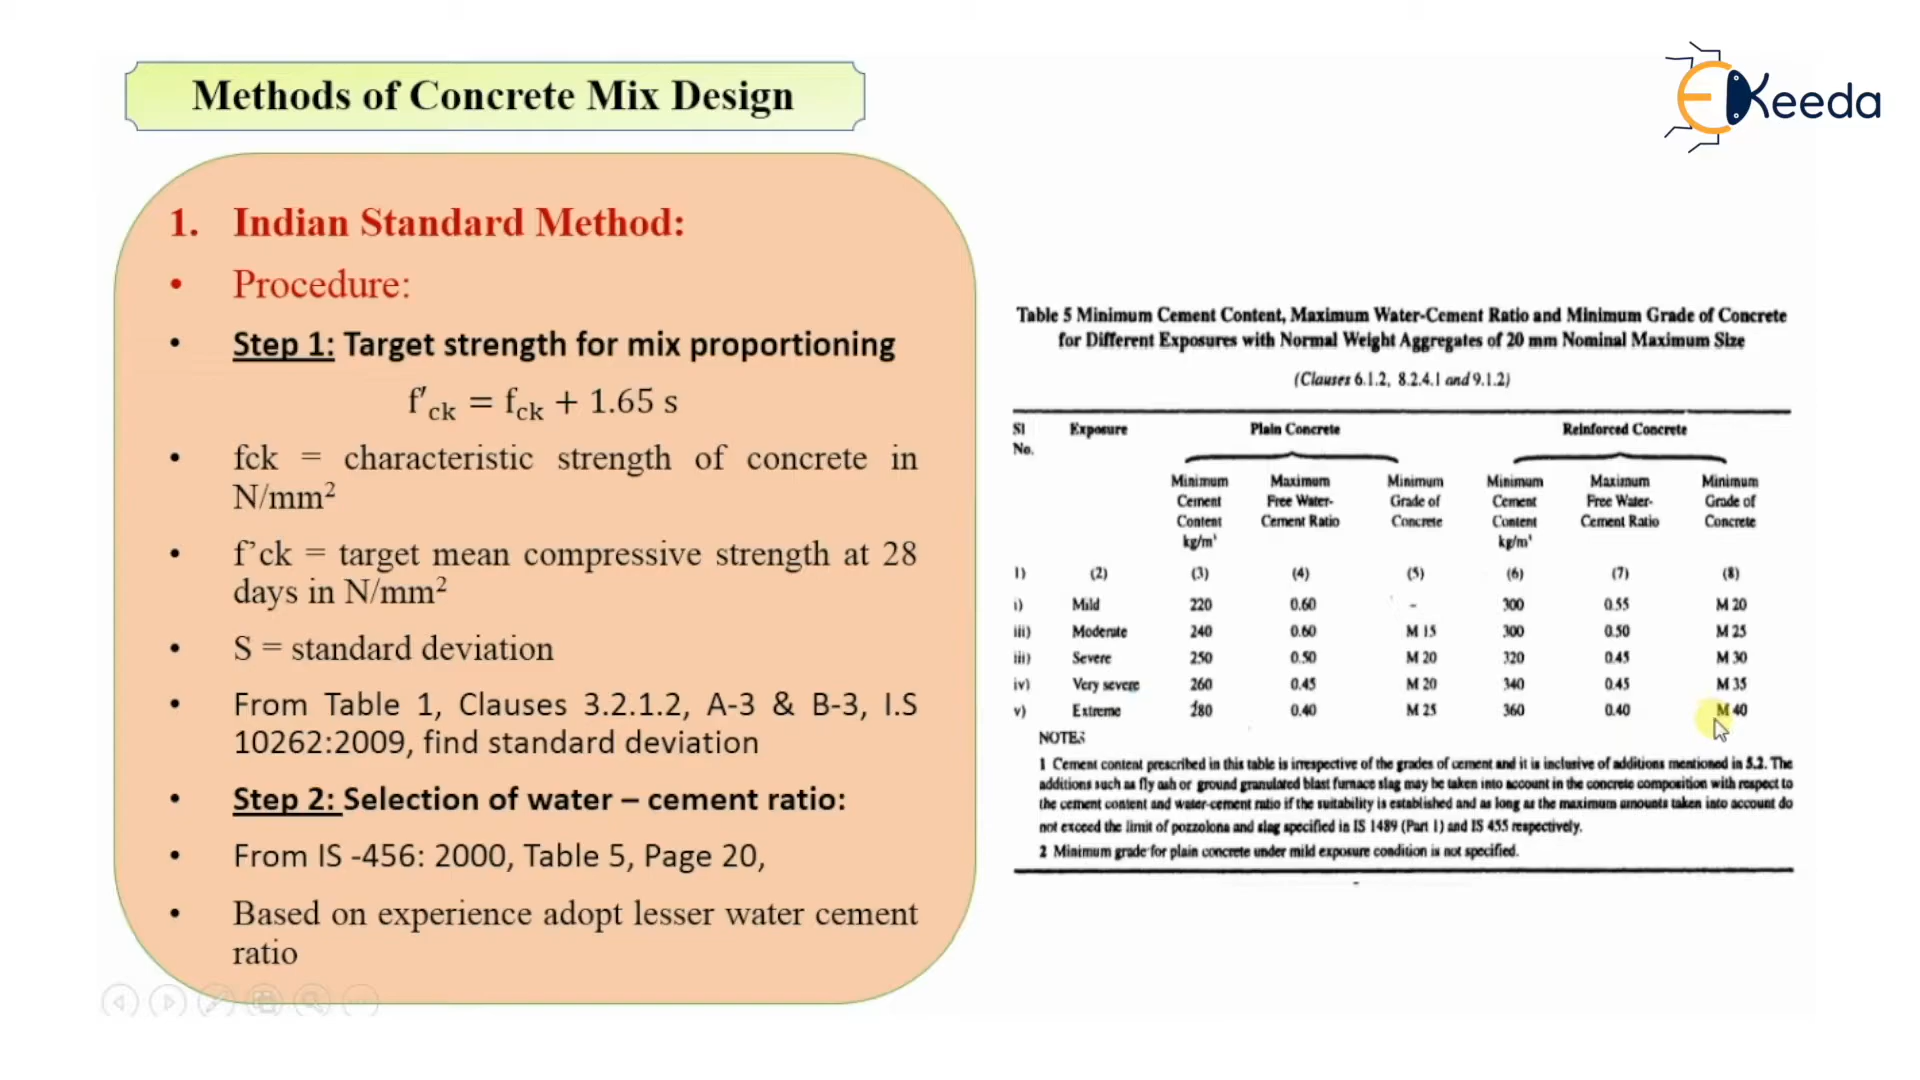 Methods of Concrete Mix Design
EKeeda
1. Indian Standard Method:
• Procedure:
• Step 1: Target strength for mix proportioning
f'ck = fck + 1.65 s
• fck = characteristic strength of concrete in
N/mm²
• f’ck = target mean compressive strength at 28
days in N/mm²
• S = standard deviation
• From Table 1, Clauses 3.2.1.2, A-3 & B-3, I.S
10262:2009, find standard deviation
• Step 2: Selection of water – cement ratio:
• From IS -456: 2000, Table 5, Page 20,
• Based on experience adopt lesser water cement
ratio
Table 5 Minimum Cement Content, Maximum Water-Cement Ratio and Minimum Grade of Concrete
for Different Exposures with Normal Weight Aggregates of 20 mm Nominal Maximum Size
(Clauses 6.1.2, 8.2.4.1 and 9.1.2)
Sl Exposure Plain Concrete Reinforced Concrete
No.
Minimum Maximum Minimum Minimum Maximum Minimum
Cement Free Water- Grade of Cement Free Water- Grade of
Content Cement Ratio Concrete Content Cement Ratio Concrete
kg/m³ kg/m³
1) (2) (3) (4) (5) (6) (7) (8)
i) Mild 220 0.60 - 300 0.55 M 20
iii) Moderate 240 0.60 M 15 300 0.50 M 25
iii) Severe 250 0.50 M 20 320 0.45 M 30
iv) Very severe 260 0.45 M 20 340 0.45 M 35
v) Extreme 280 0.40 M 25 360 0.40 M 40
NOTES
1 Cement content prescribed in this table is irrespective of the grades of cement and it is inclusive of additions mentioned in 5.2. The
additions such as fly ash or ground granulated blast furnace slag may be taken into account in the concrete composition with respect to
the cement content and water-cement ratio if the suitability is established and as long as the maximum amounts taken into account do
not exceed the limit of pozzolona and slag specified in IS 1489 (Part 1) and IS 455 respectively.
2 Minimum grade for plain concrete under mild exposure condition is not specified.